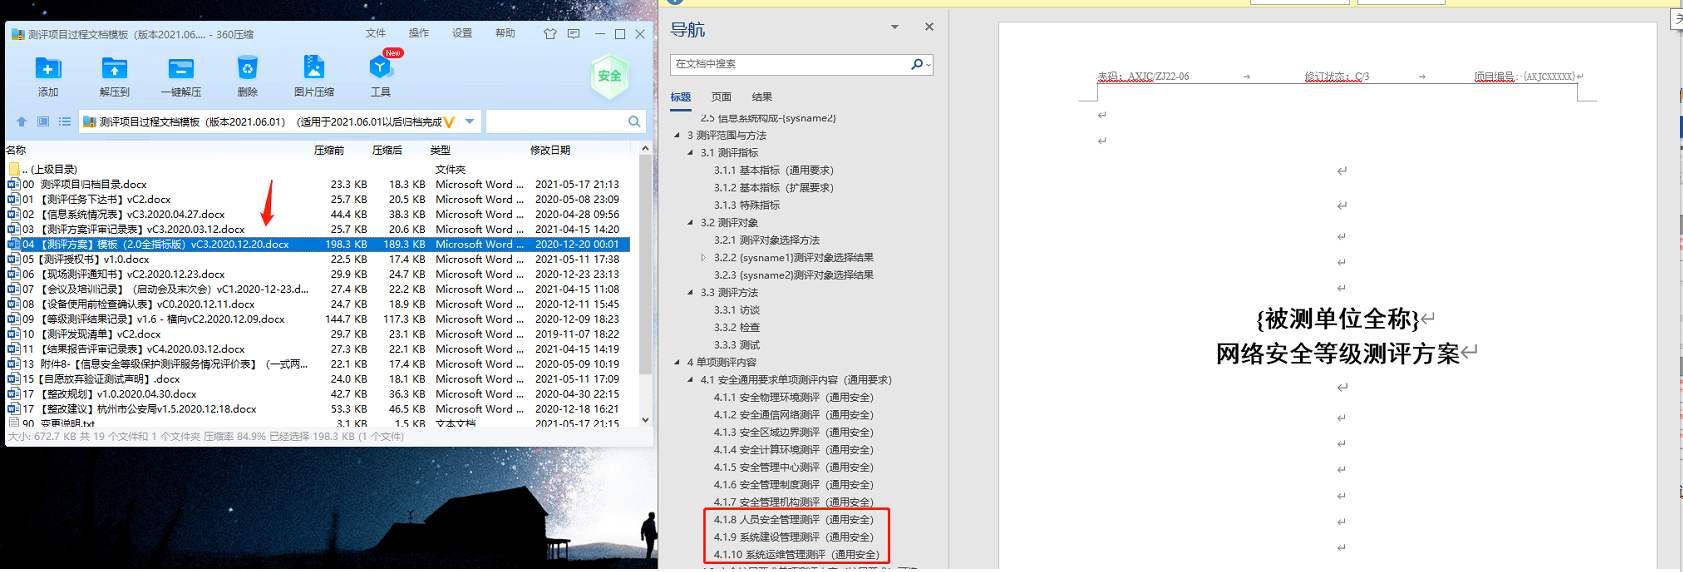 测评项目过程文档模板（版本2021.06.... - 360压缩
文件 操作 设置 帮助
New
添加 解压到 一键解压 删除 图片压缩 工具
安全
测评项目过程文档模板（版本2021.06.01）（适用于2021.06.01以后归档完成
名称 压缩前 压缩后 类型 修改日期
.. (上级目录) 文件夹
00 测评项目归档目录.docx 23.3 KB 18.3 KB Microsoft Word ... 2021-05-17 21:13
01 【测评任务下达书】vC2.docx 25.7 KB 20.5 KB Microsoft Word ... 2020-05-08 23:09
02 【信息系统情况表】vC3.2020.04.27.docx 44.4 KB 38.3 KB Microsoft Word ... 2020-04-28 09:56
03 【测评方案评审记录表】vC3.2020.03.12.docx 25.7 KB 20.6 KB Microsoft Word ... 2021-04-15 14:20
04 【测评方案】模板（2.0全指标版）vC3.2020.12.20.docx 198.3 KB 189.3 KB Microsoft Word ... 2020-12-20 00:01
05【测评授权书】v1.0.docx 22.5 KB 17.4 KB Microsoft Word ... 2021-05-11 17:38
06 【现场测评通知书】vC2.2020.12.23.docx 29.9 KB 24.7 KB Microsoft Word ... 2020-12-23 23:13
07 【会议及培训记录】（启动会及末次会）vC1.2020-12-23.d... 27.4 KB 22.2 KB Microsoft Word ... 2021-04-15 11:08
08 【设备使用前检查确认表】vC0.2020.12.11.docx 24.7 KB 18.9 KB Microsoft Word ... 2020-12-11 15:45
09 【等级测评结果记录】v1.6 - 横向vC2.2020.12.09.docx 144.7 KB 117.3 KB Microsoft Word ... 2020-12-09 18:23
10 【测评发现清单】vC2.docx 29.7 KB 23.1 KB Microsoft Word ... 2019-11-07 18:22
11 【结果报告评审记录表】vC4.2020.03.12.docx 27.3 KB 22.1 KB Microsoft Word ... 2021-04-15 14:19
13 附件8-【信息安全等级保护测评服务情况评价表】（一式两... 22.1 KB 17.4 KB Microsoft Word ... 2020-05-09 10:19
15【自愿放弃验证测试声明】.docx 24.0 KB 18.1 KB Microsoft Word ... 2021-05-11 17:09
17 【整改规划】v1.0.2020.04.30.docx 42.7 KB 36.3 KB Microsoft Word ... 2020-04-30 22:15
17 【整改建议】杭州市公安局v1.5.2020.12.18.docx 53.3 KB 46.5 KB Microsoft Word ... 2020-12-18 16:21
90 变更说明.txt 3.1 KB 1.5 KB 文本文档 2021-05-17 21:15
大小: 672.7 KB 共 19 个文件和 1 个文件夹 压缩率 84.9% 已经选择 198.3 KB (1 个文件)
导航
在文档中搜索
标题 页面 结果
2.5 信息系统构成-{sysname2}
3 测评范围与方法
3.1 测评指标
3.1.1 基本指标（通用要求）
3.1.2 基本指标（扩展要求）
3.1.3 特殊指标
3.2 测评对象
3.2.1 测评对象选择方法
3.2.2 {sysname1}测评对象选择结果
3.2.3 {sysname2}测评对象选择结果
3.3 测评方法
3.3.1 访谈
3.3.2 检查
3.3.3 测试
4 单项测评内容
4.1 安全通用要求单项测评内容（通用要求）
4.1.1 安全物理环境测评（通用安全）
4.1.2 安全通信网络测评（通用安全）
4.1.3 安全区域边界测评（通用安全）
4.1.4 安全计算环境测评（通用安全）
4.1.5 安全管理中心测评（通用安全）
4.1.6 安全管理制度测评（通用安全）
4.1.7 安全管理机构测评（通用安全）
4.1.8 人员安全管理测评（通用安全）
4.1.9 系统建设管理测评（通用安全）
4.1.10 系统运维管理测评（通用安全）
表码：AXJC/ZJ22-06 → 修订状态：C/3 → 项目编号：{AXJCXXXXX}
{被测单位全称}
网络安全等级测评方案